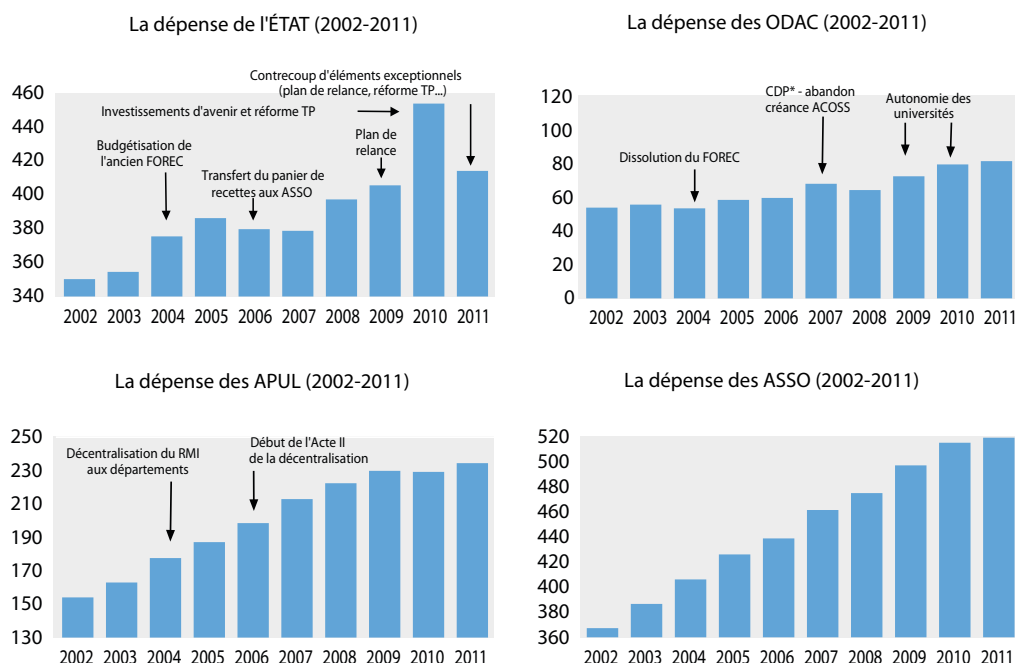 La dépense de l'ÉTAT (2002-2011)
Contrecoup d'éléments exceptionnels
(plan de relance, réforme TP...)
Investissements d'avenir et réforme TP
Budgétisation de
l'ancien FOREC
Transfert du panier de
recettes aux ASSO
Plan de
relance
460
440
420
400
380
360
340
2002 2003 2004 2005 2006 2007 2008 2009 2010 2011
La dépense des ODAC (2002-2011)
CDP* - abandon
créance ACOSS
Autonomie des
universités
Dissolution du FOREC
120
100
80
60
40
20
0
2002 2003 2004 2005 2006 2007 2008 2009 2010 2011
La dépense des APUL (2002-2011)
Décentralisation du RMI
aux départements
Début de l'Acte II
de la décentralisation
250
230
210
190
170
150
130
2002 2003 2004 2005 2006 2007 2008 2009 2010 2011
La dépense des ASSO (2002-2011)
520
500
480
460
440
420
400
380
360
2002 2003 2004 2005 2006 2007 2008 2009 2010 2011